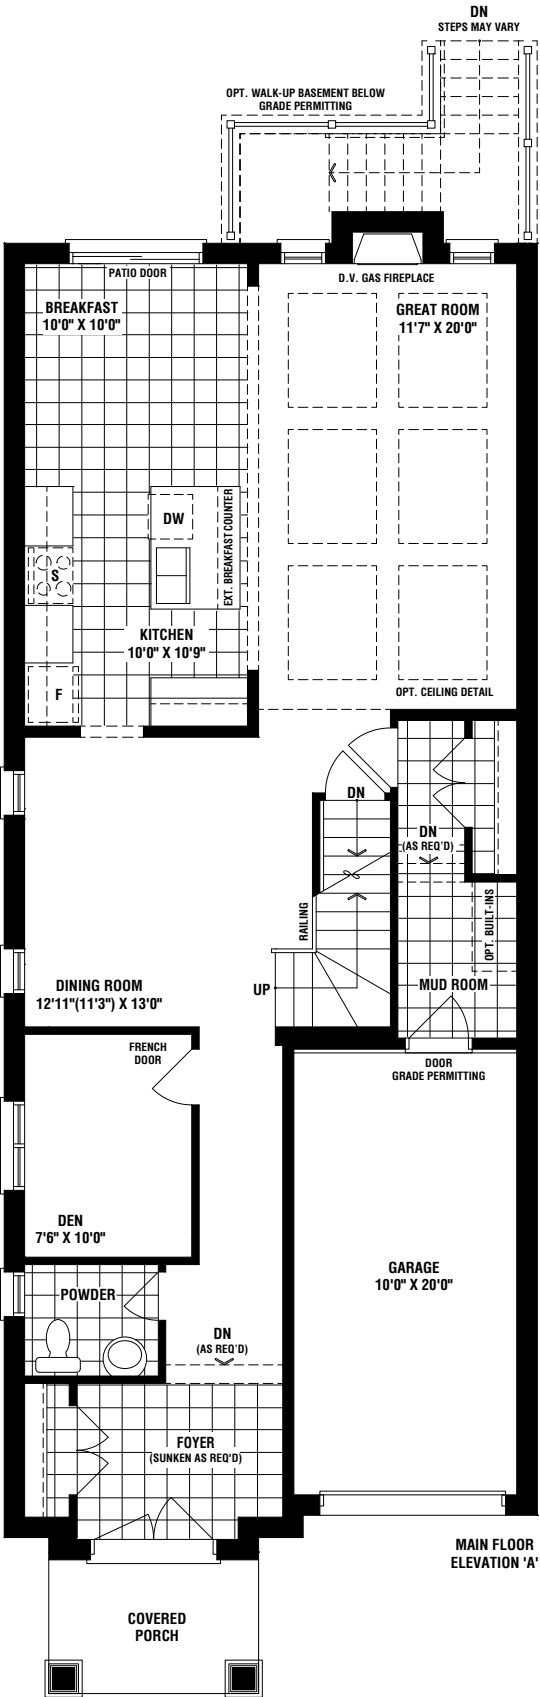 DN
STEPS MAY VARY
OPT. WALK-UP BASEMENT BELOW
GRADE PERMITTING
PATIO DOOR
D.V. GAS FIREPLACE
BREAKFAST
10'0" X 10'0"
GREAT ROOM
11'7" X 20'0"
DW
EXT. BREAKFAST COUNTER
S
KITCHEN
10'0" X 10'9"
F
OPT. CEILING DETAIL
DN
DN
(AS REQ'D)
RAILING
OPT. BUILT-INS
UP
MUD ROOM
DINING ROOM
12'11"(11'3") X 13'0"
FRENCH
DOOR
DOOR
GRADE PERMITTING
DEN
7'6" X 10'0"
GARAGE
10'0" X 20'0"
POWDER
DN
(AS REQ'D)
FOYER
(SUNKEN AS REQ'D)
MAIN FLOOR
ELEVATION 'A'
COVERED
PORCH